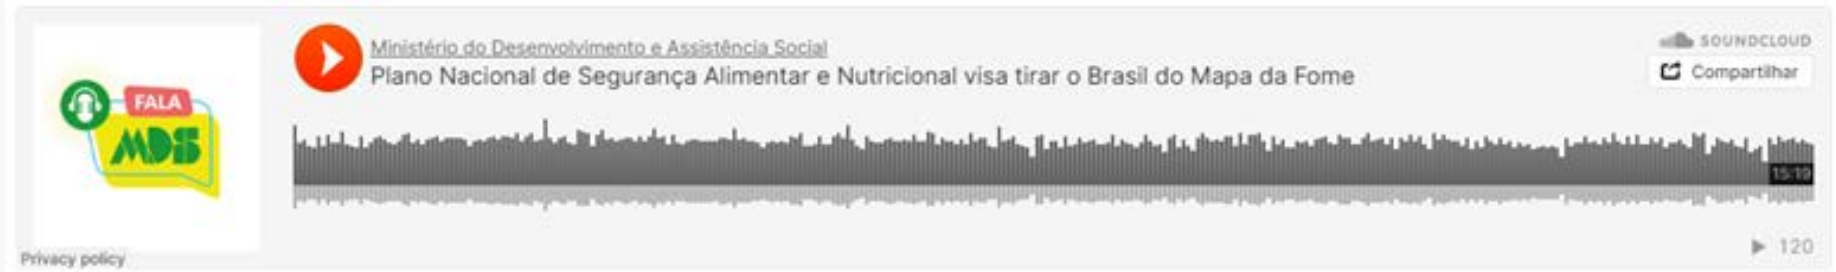 Ministério do Desenvolvimento e Assistência Social
Plano Nacional de Segurança Alimentar e Nutricional visa tirar o Brasil do Mapa da Fome
SOUNDCLOUD
Compartilhar
FALA
MDS
15:19
120
Privacy policy